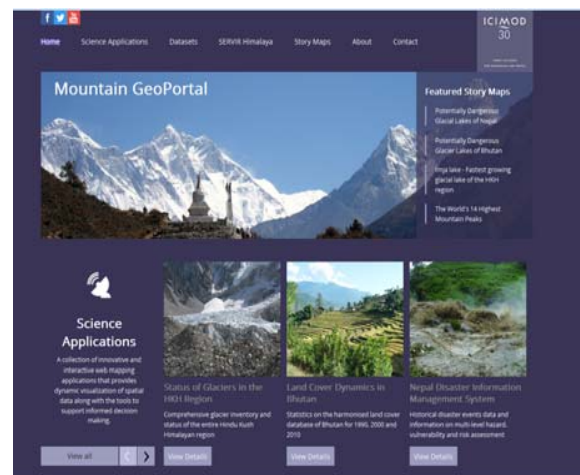 ICIMOD
30
Home
Science Applications
Datasets
SERVIR Himalaya
Story Maps
About
Contact
Mountain GeoPortal
Featured Story Maps
Potentially Dangerous
Glacial Lakes of Nepal
Potentially Dangerous
Glacier Lakes of Bhutan
Imja lake - Fastest growing
glacial lake of the HKH
region
The World's 14 Highest
Mountain Peaks
Science
Applications
A collection of innovative and
interactive web mapping
applications that provides
dynamic visualization of spatial
data along with the tools to
support informed decision
making.
View all
Status of Glaciers in the
HKH Region
Comprehensive glacier inventory and
status of the entire Hindu Kush
Himalayan region
View Details
Land Cover Dynamics in
Bhutan
Statistics on the harmonised land cover
database of Bhutan for 1990, 2000 and
2010
View Details
Nepal Disaster Information
Management System
Historical disaster events data and
information on multi-level hazard,
vulnerability and risk assessment
View Details